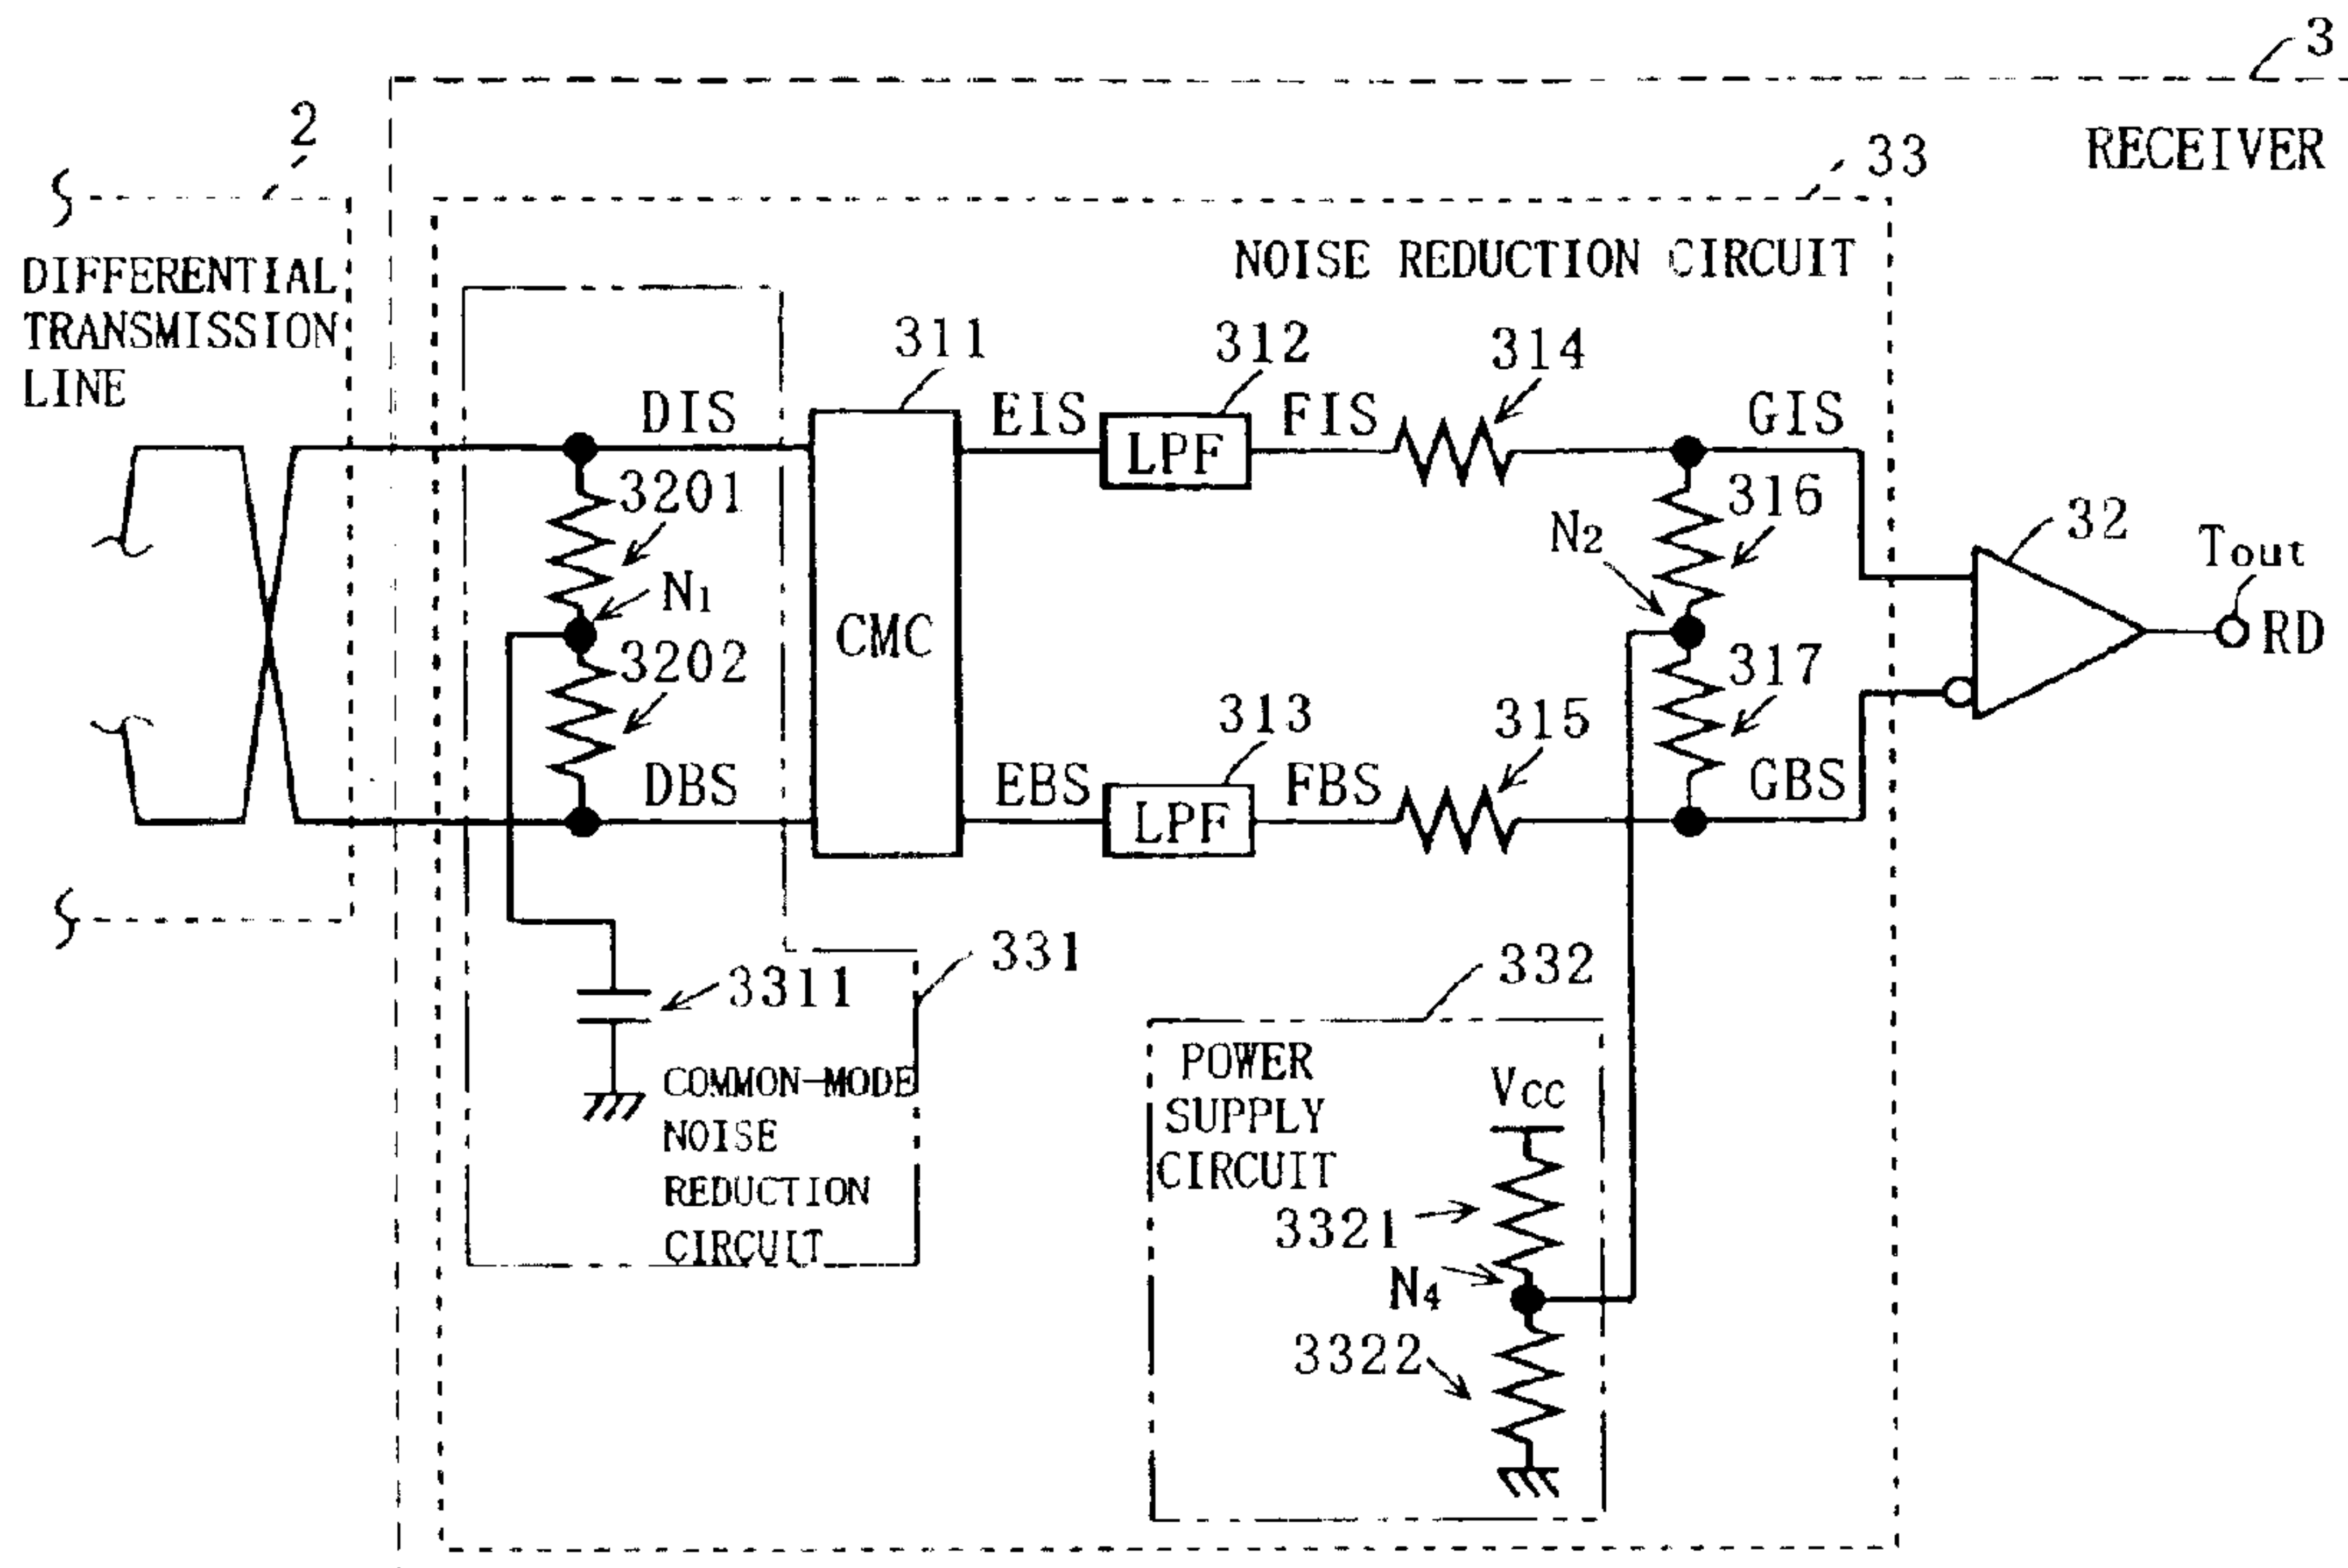 3
RECEIVER
2
33
DIFFERENTIAL
TRANSMISSION
LINE
NOISE REDUCTION CIRCUIT
311
312
314
DIS
EIS
LPF
FIS
GIS
3201
316
N1
N2
32
Tout
CMC
RD
3202
317
313
315
DBS
EBS
LPF
FBS
GBS
331
3311
332
COMMON-MODE
NOISE
REDUCTION
CIRCUIT
POWER
SUPPLY
CIRCUIT
Vcc
3321
N4
3322